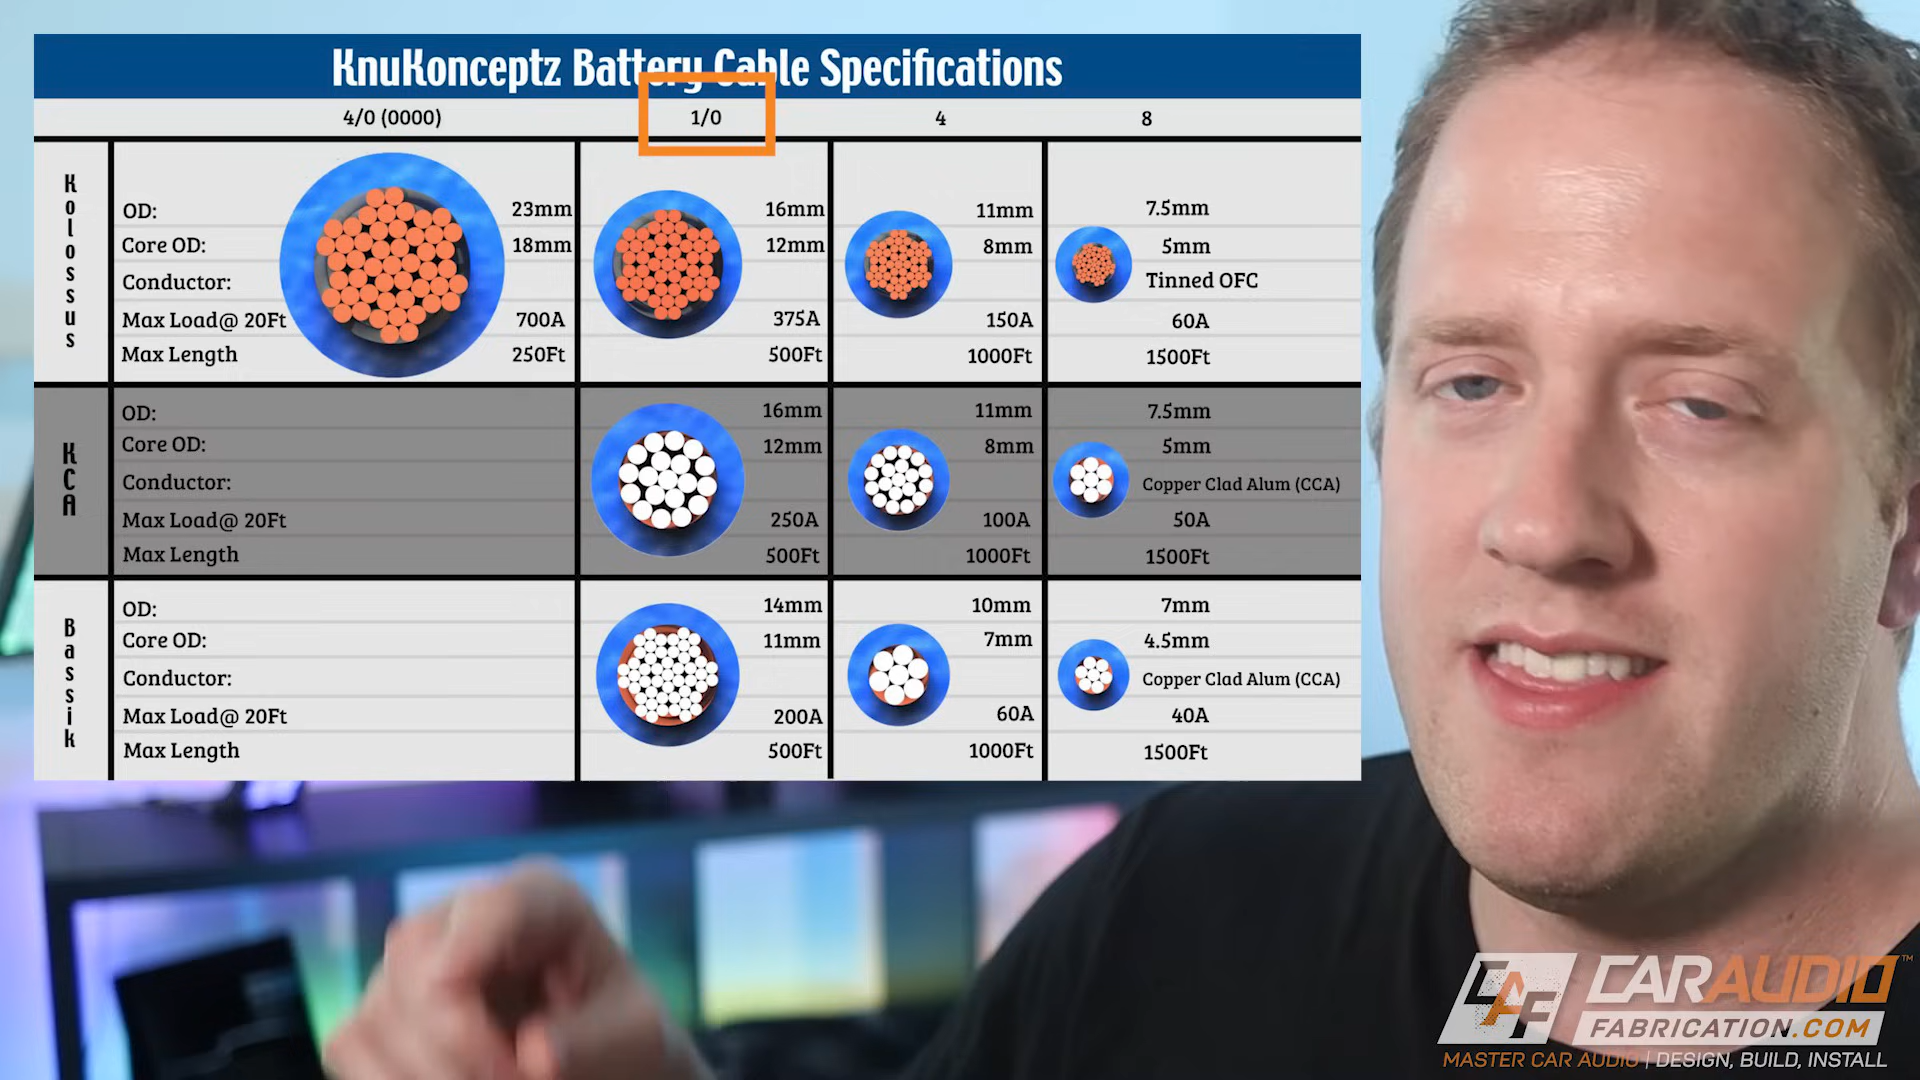 KnuKonceptz Battery Cable Specifications
4/0 (0000) 1/0 4 8
Kolossus
OD: 23mm 16mm 11mm 7.5mm
Core OD: 18mm 12mm 8mm 5mm
Conductor: Tinned OFC
Max Load@ 20Ft 700A 375A 150A 60A
Max Length 250Ft 500Ft 1000Ft 1500Ft
KCA
OD: 16mm 11mm 7.5mm
Core OD: 12mm 8mm 5mm
Conductor: Copper Clad Alum (CCA)
Max Load@ 20Ft 250A 100A 50A
Max Length 500Ft 1000Ft 1500Ft
Bassik
OD: 14mm 10mm 7mm
Core OD: 11mm 7mm 4.5mm
Conductor: Copper Clad Alum (CCA)
Max Load@ 20Ft 200A 60A 40A
Max Length 500Ft 1000Ft 1500Ft
CAF CARAUDIO™
FABRICATION.COM
MASTER CAR AUDIO | DESIGN, BUILD, INSTALL